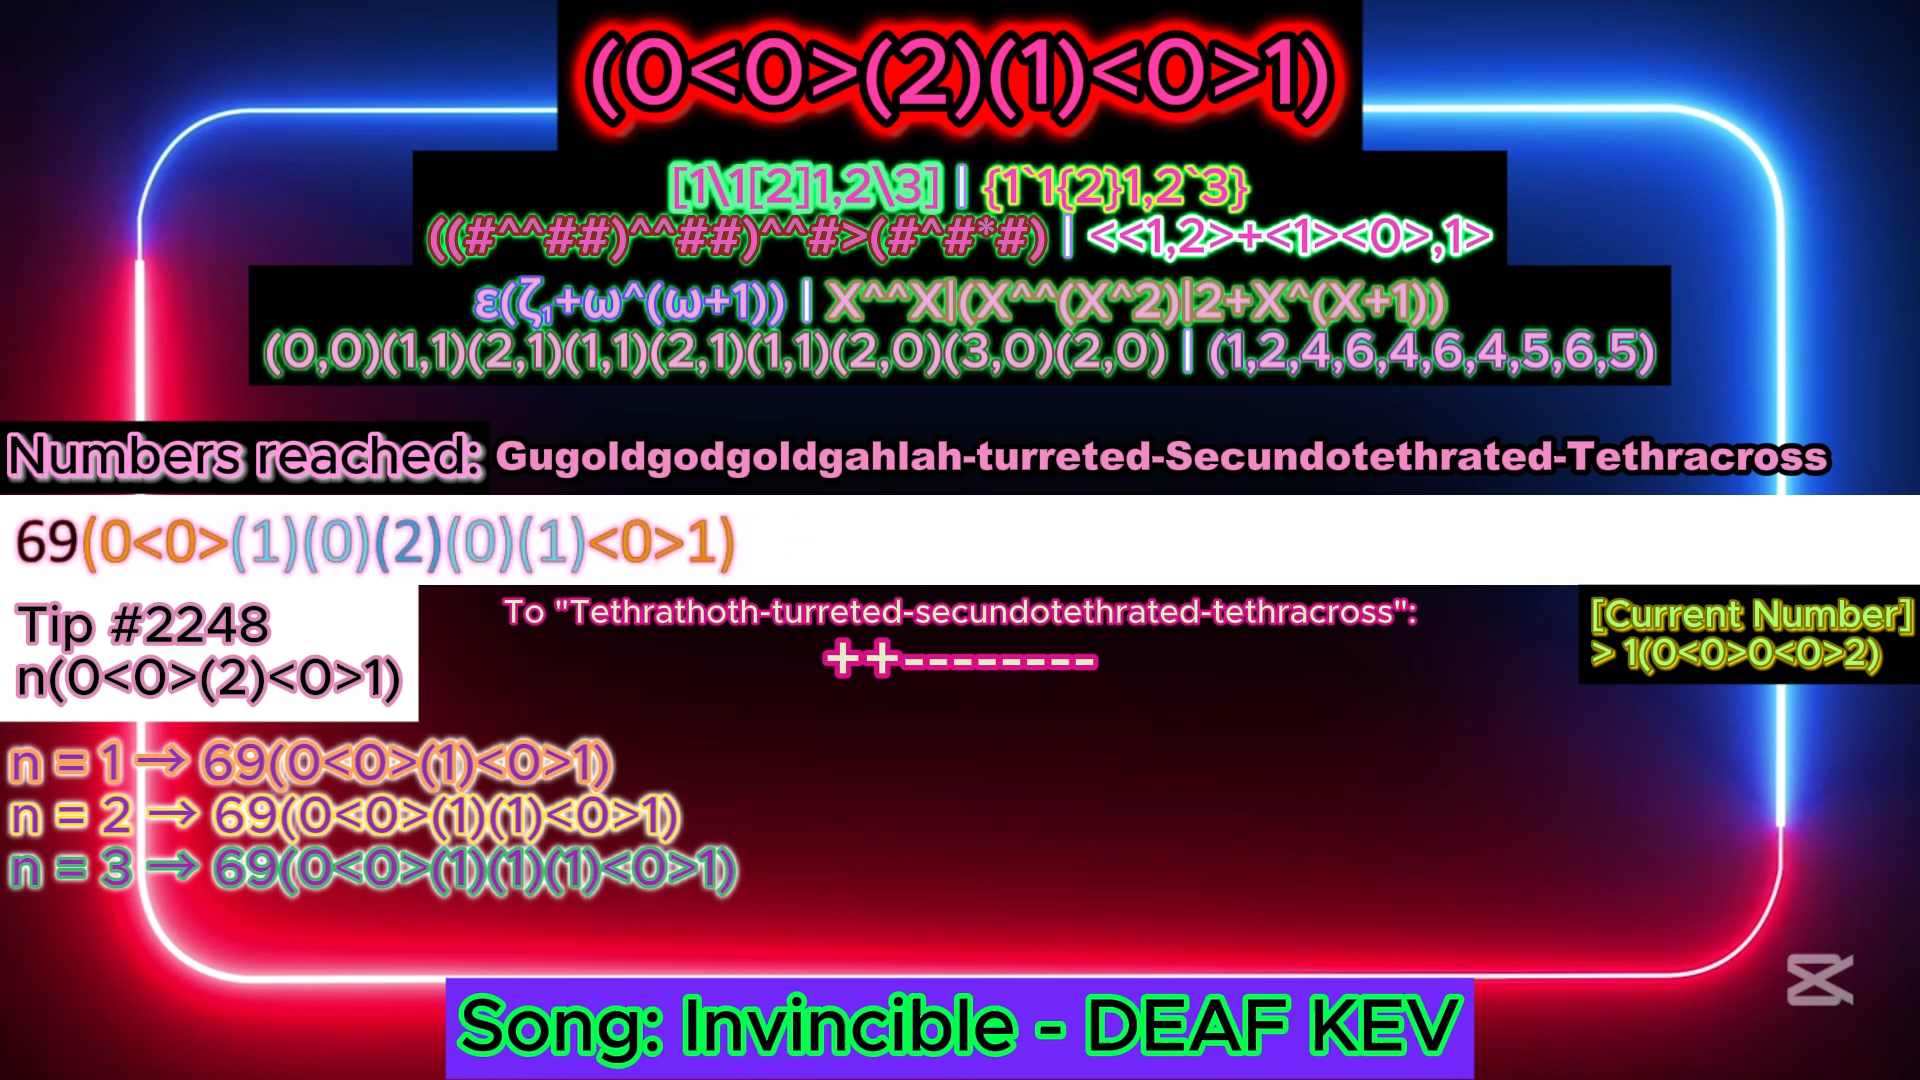 (0<0>(2)(1)<0>1)
[1\1[2]1,2\3] | {1`1{2}1,2`3}
((#^^##)^^##)^^#>(#^#*#) | <<1,2>+<1><0>,1>
ε(ζ₁+ω^(ω+1)) | X^^X|(X^^(X^2)|2+X^(X+1))
(0,0)(1,1)(2,1)(1,1)(2,1)(1,1)(2,0)(3,0)(2,0) | (1,2,4,6,4,6,4,5,6,5)
Numbers reached: Gugoldgodgoldgahlah-turreted-Secundotethrated-Tethracross
69(0<0>(1)(0)(2)(0)(1)<0>1)
Tip #2248
n(0<0>(2)<0>1)
To "Tethrathoth-turreted-secundotethrated-tethracross":
++--------
[Current Number]
> 1(0<0>0<0>2)
n = 1 → 69(0<0>(1)<0>1)
n = 2 → 69(0<0>(1)(1)<0>1)
n = 3 → 69(0<0>(1)(1)(1)<0>1)
Song: Invincible - DEAF KEV